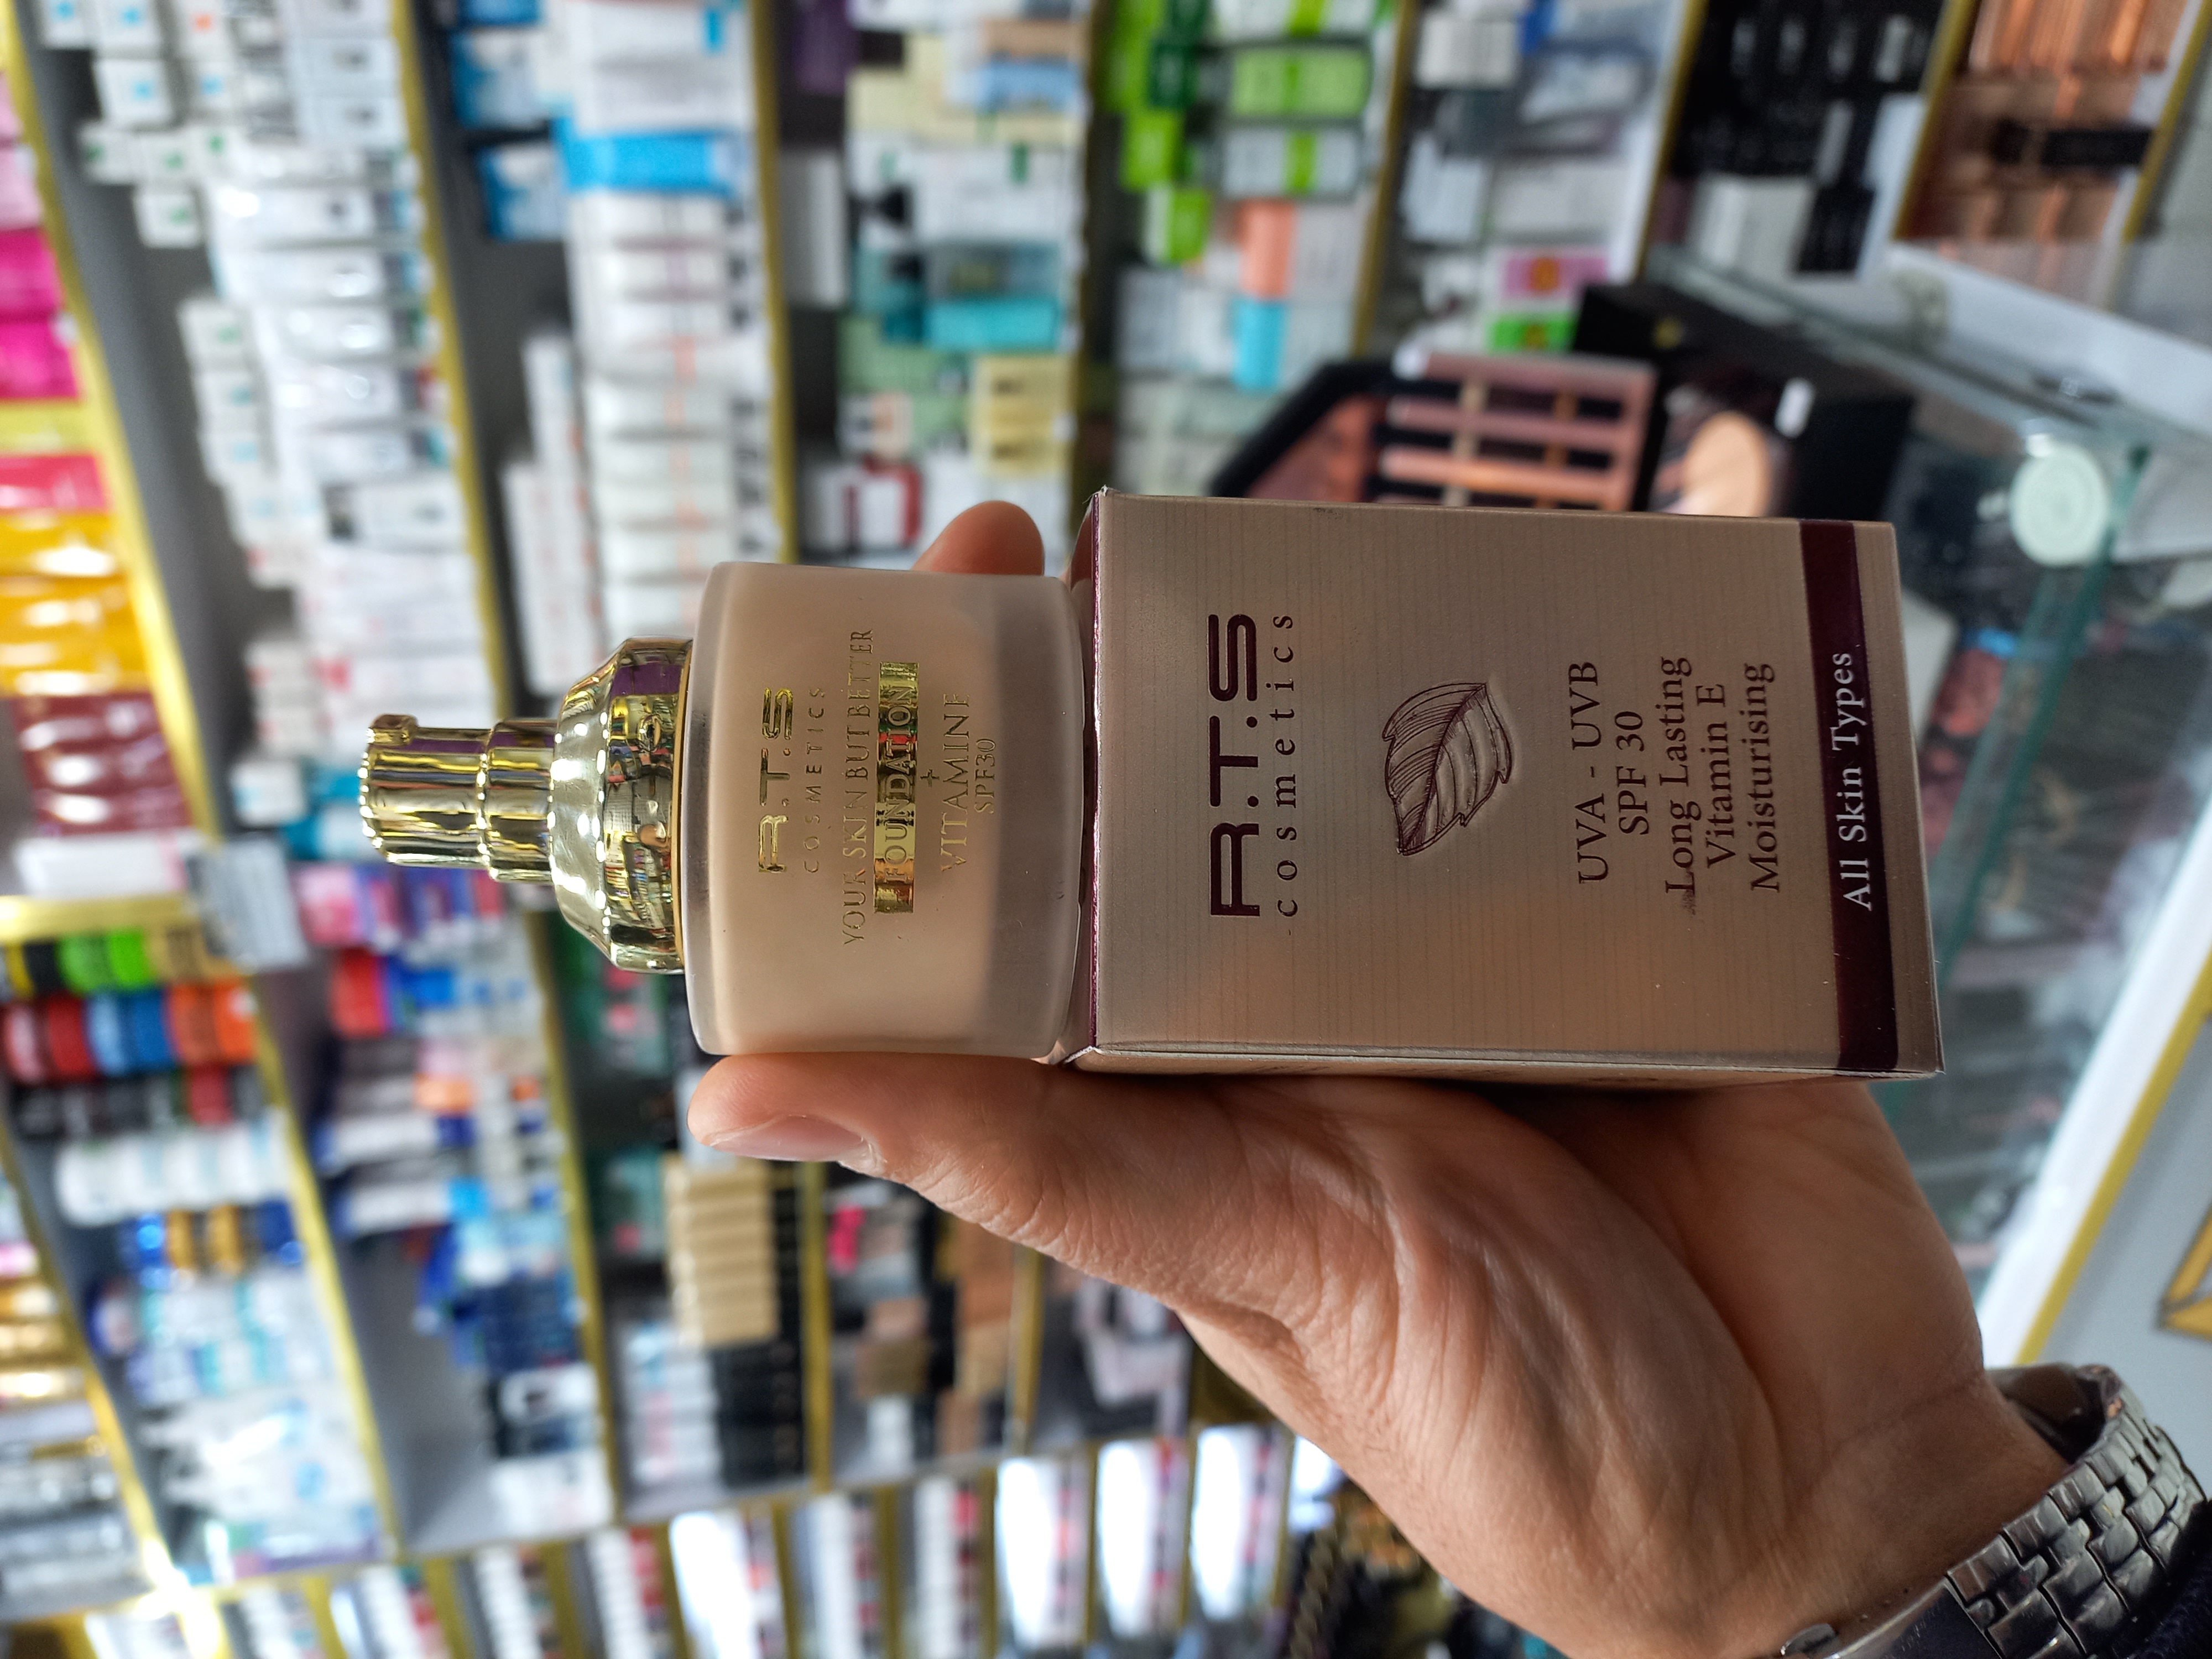 R.T.S
COSMETICS
YOUR SKIN BUT BETTER
FOUNDATION
+
VITAMINE
SPF30
R.T.S
cosmetics
UVA - UVB
SPF 30
Long Lasting
Vitamin E
Moisturising
All Skin Types